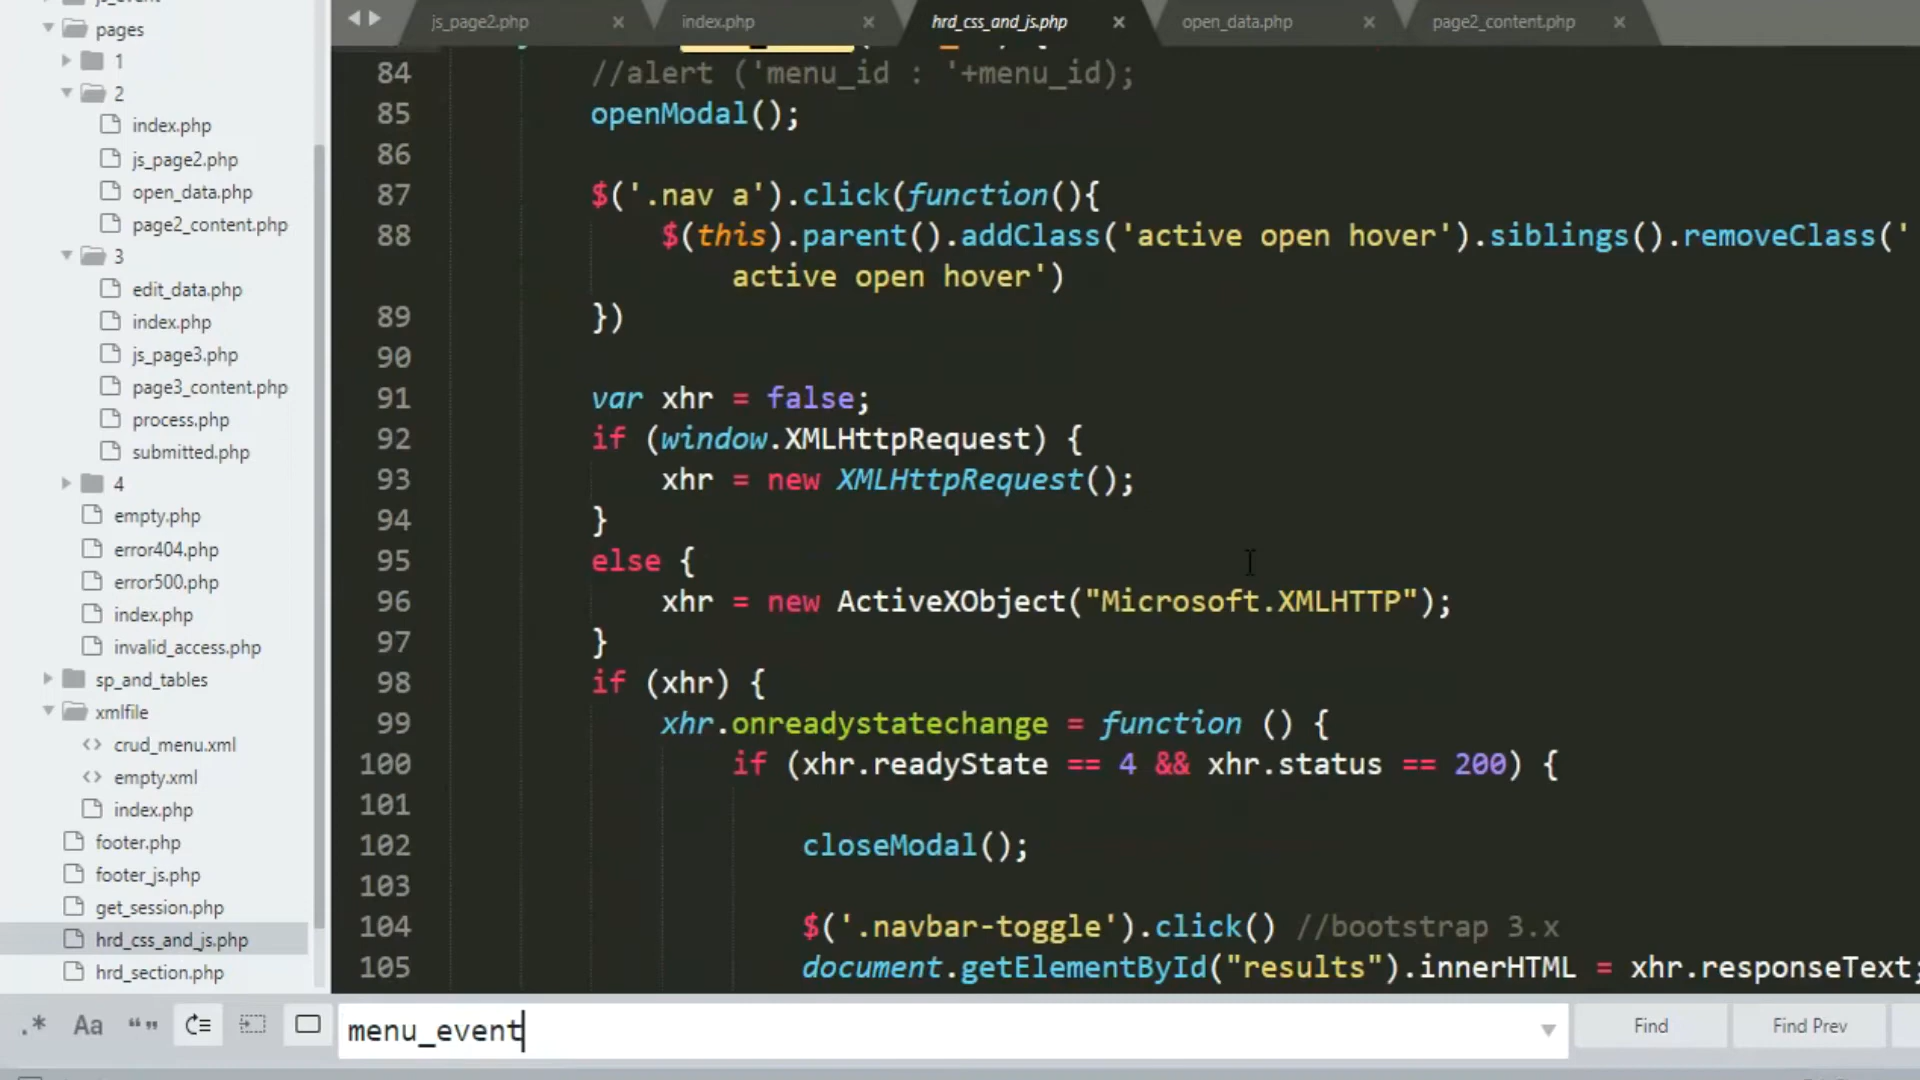 js_page2.php × index.php × hrd_css_and_js.php × open_data.php × page2_content.php ×
pages
1
2
index.php
js_page2.php
open_data.php
page2_content.php
3
edit_data.php
index.php
js_page3.php
page3_content.php
process.php
submitted.php
4
empty.php
error404.php
error500.php
index.php
invalid_access.php
sp_and_tables
xmlfile
<> crud_menu.xml
<> empty.xml
index.php
footer.php
footer_js.php
get_session.php
hrd_css_and_js.php
hrd_section.php
84 //alert ('menu_id : '+menu_id);
85 openModal();
86
87 $('.nav a').click(function(){
88 $(this).parent().addClass('active open hover').siblings().removeClass('
active open hover')
89 })
90
91 var xhr = false;
92 if (window.XMLHttpRequest) {
93 xhr = new XMLHttpRequest();
94 }
95 else {
96 xhr = new ActiveXObject("Microsoft.XMLHTTP");
97 }
98 if (xhr) {
99 xhr.onreadystatechange = function () {
100 if (xhr.readyState == 4 && xhr.status == 200) {
101
102 closeModal();
103
104 $('.navbar-toggle').click() //bootstrap 3.x
105 document.getElementById("results").innerHTML = xhr.responseText;
.* Aa “ ” menu_event Find Find Prev